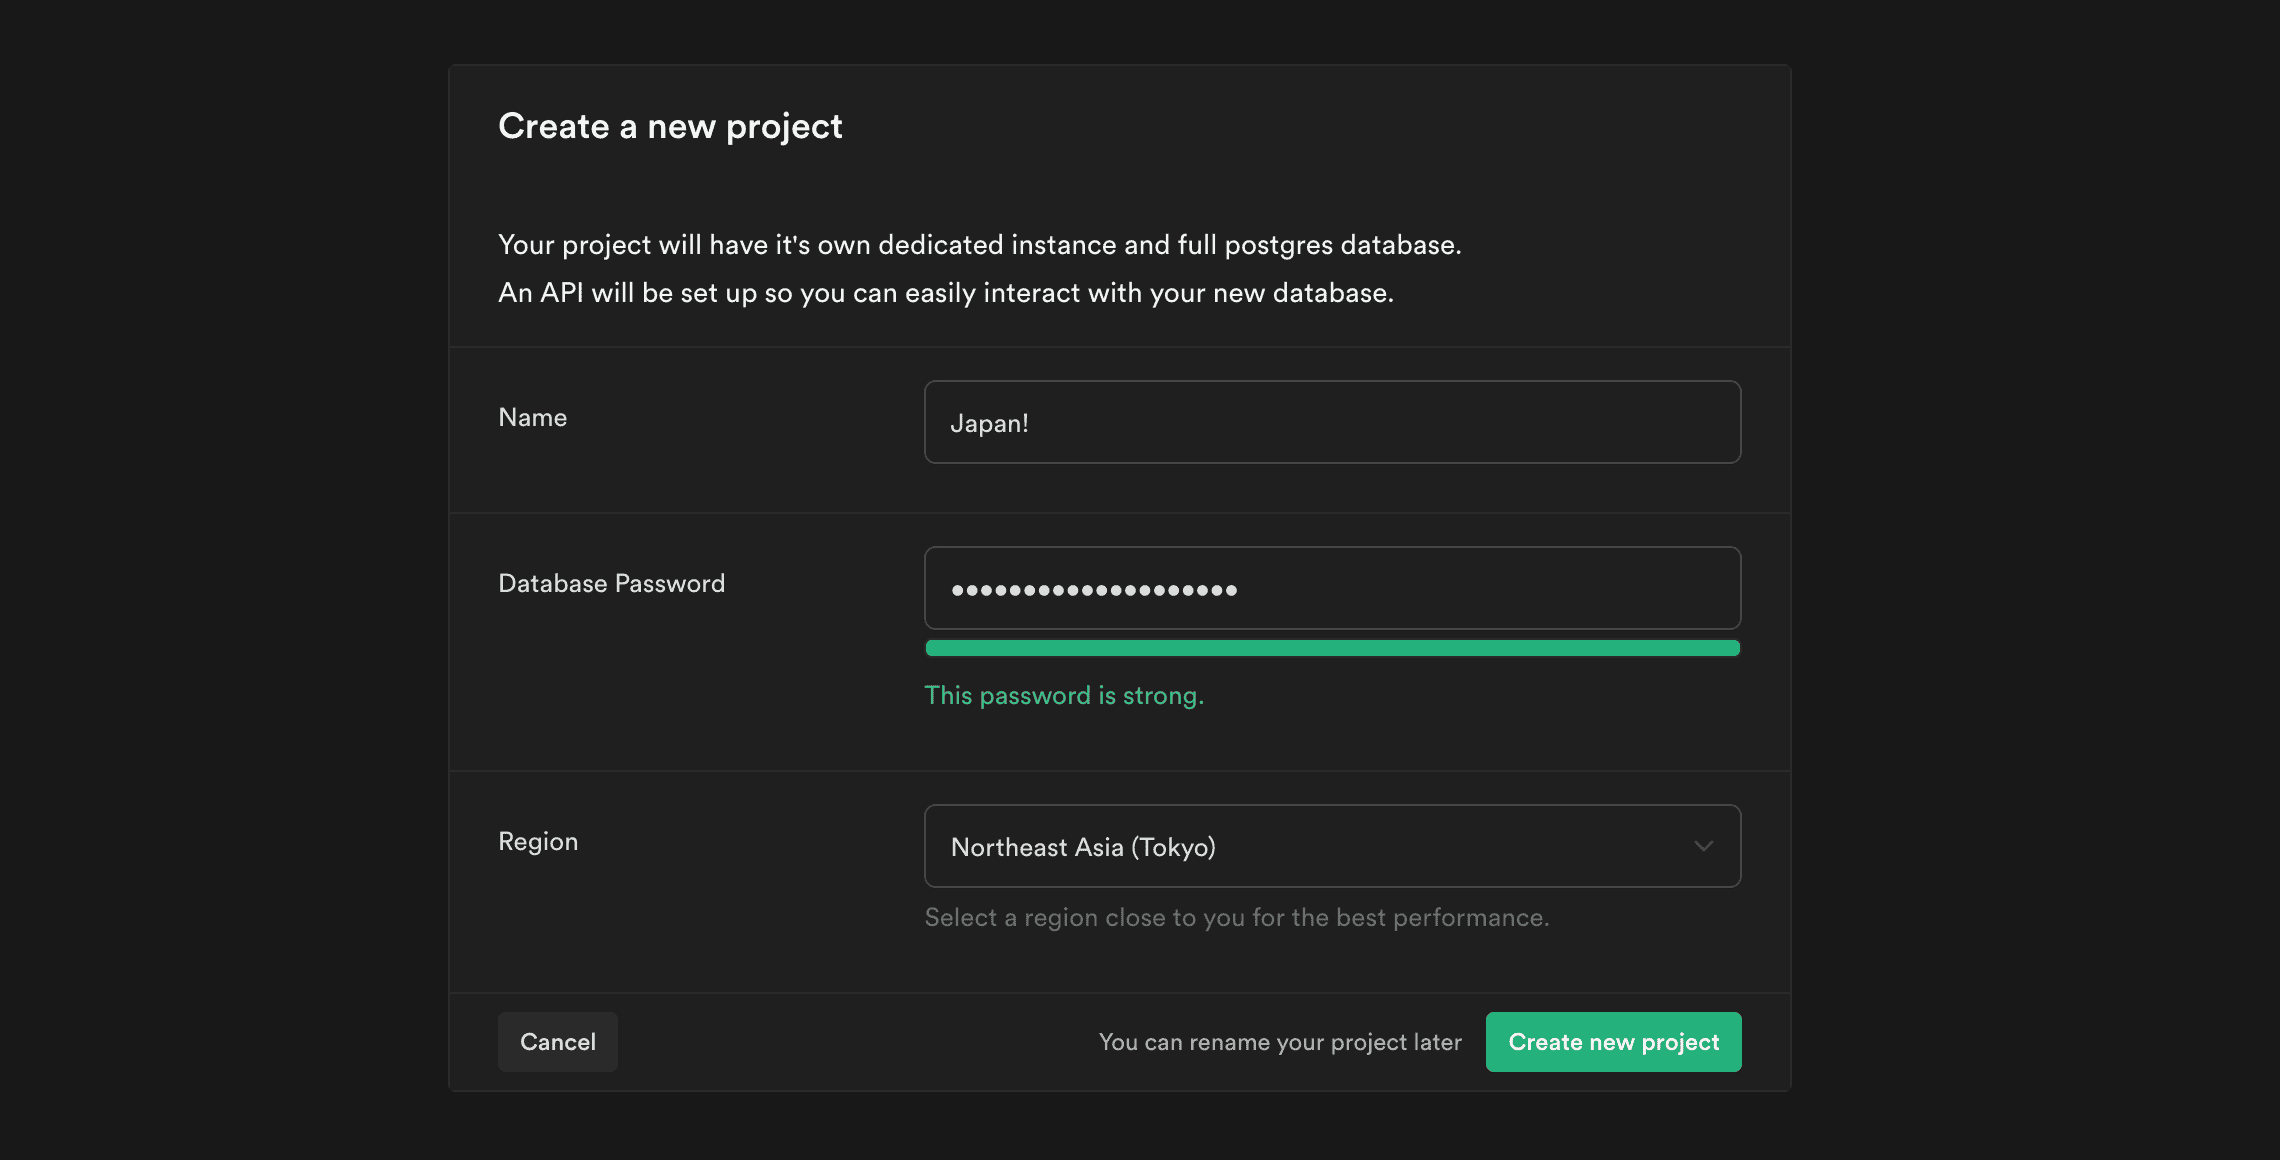 Create a new project
Your project will have it's own dedicated instance and full postgres database.
An API will be set up so you can easily interact with your new database.
Name
Japan!
Database Password
••••••••••••••••••••
This password is strong.
Region
Northeast Asia (Tokyo)
Select a region close to you for the best performance.
Cancel
You can rename your project later
Create new project